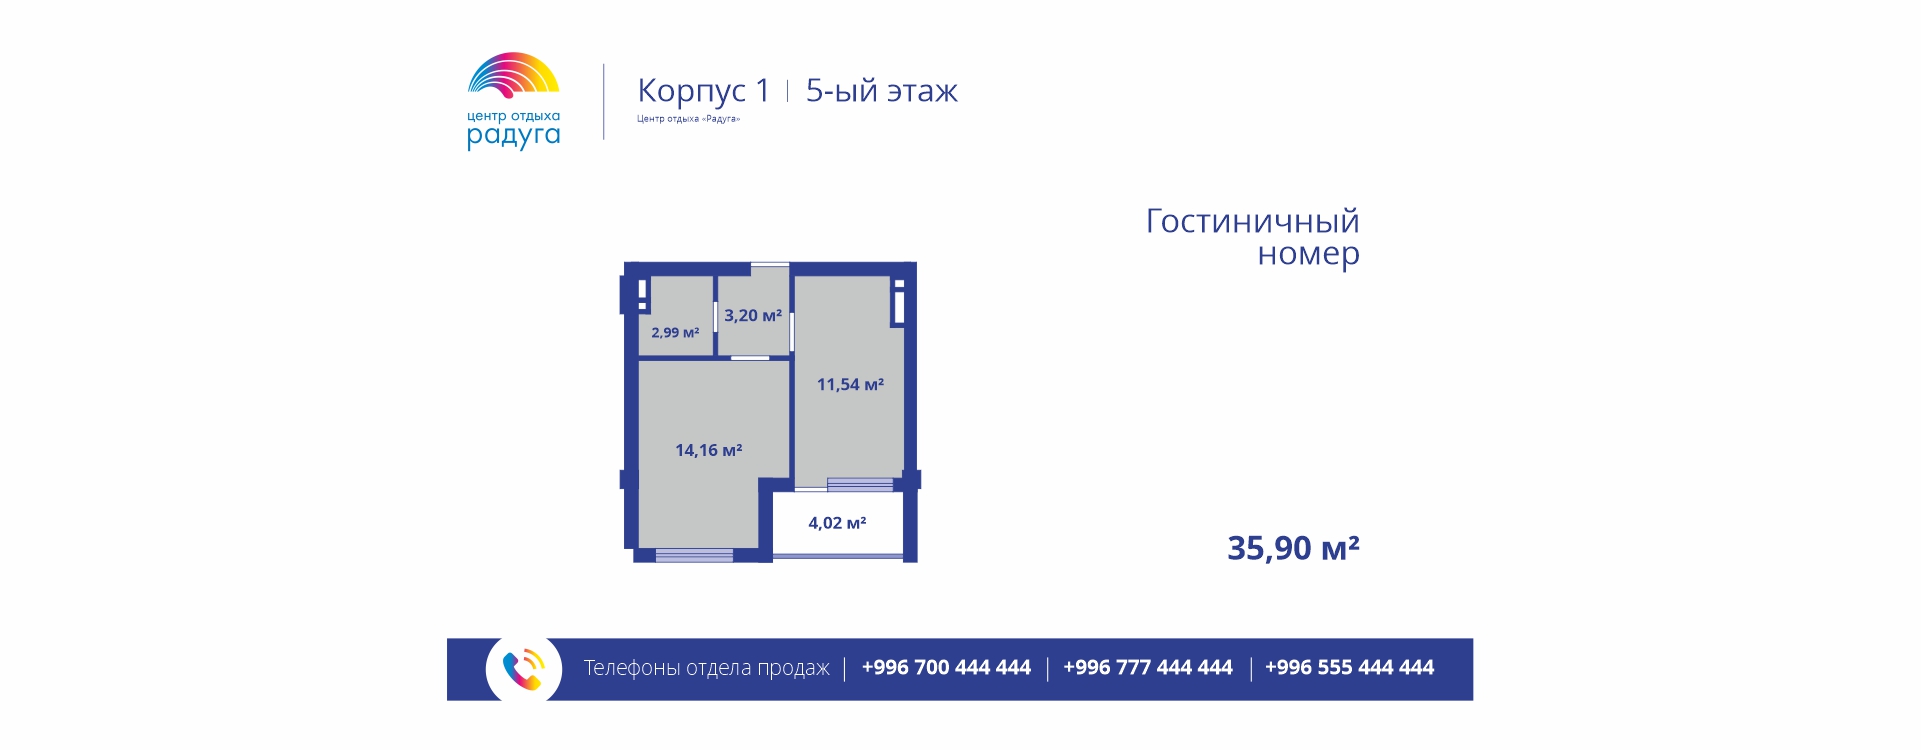 центр отдыха
радуга
Корпус 1 | 5-ый этаж
Центр отдыха «Радуга»
Гостиничный
номер
3,20 м²
2,99 м²
11,54 м²
14,16 м²
4,02 м²
35,90 м²
Телефоны отдела продаж | +996 700 444 444 | +996 777 444 444 | +996 555 444 444